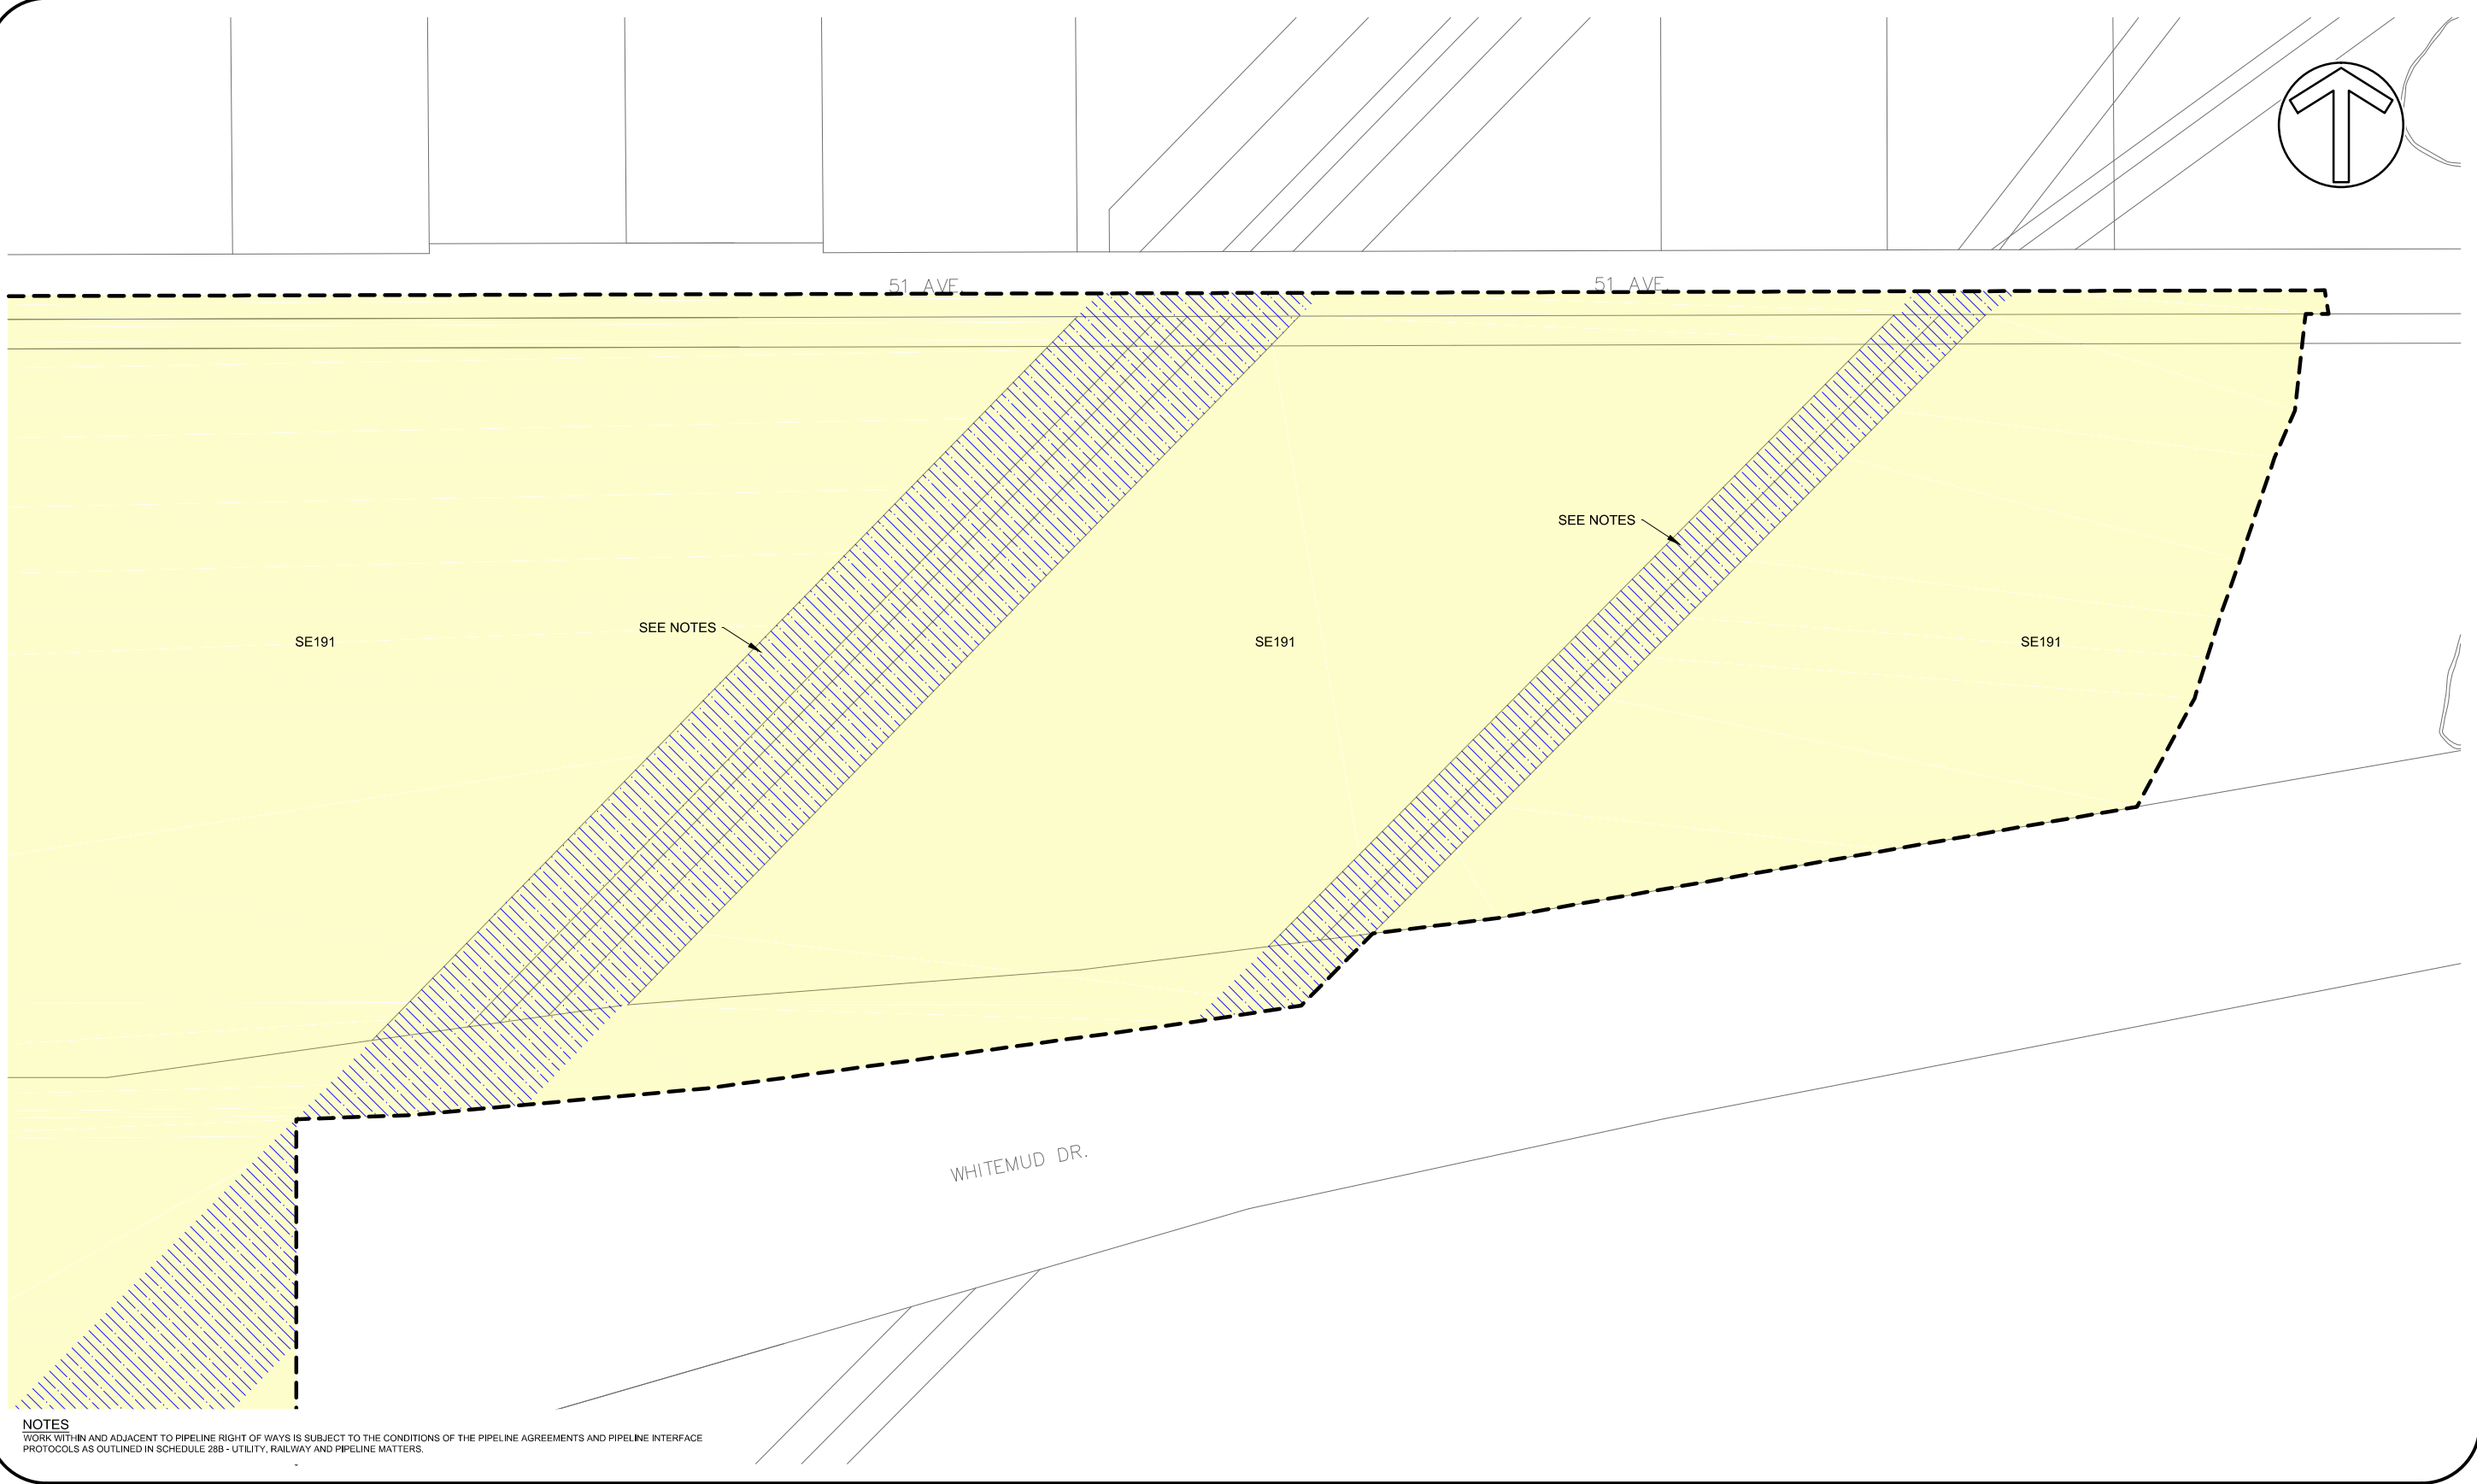 51 AVE.
51 AVE.
SEE NOTES
SEE NOTES
SE191
SE191
SE191
WHITEMUD DR.
NOTES
WORK WITHIN AND ADJACENT TO PIPELINE RIGHT OF WAYS IS SUBJECT TO THE CONDITIONS OF THE PIPELINE AGREEMENTS AND PIPELINE INTERFACE
PROTOCOLS AS OUTLINED IN SCHEDULE 28B - UTILITY, RAILWAY AND PIPELINE MATTERS.